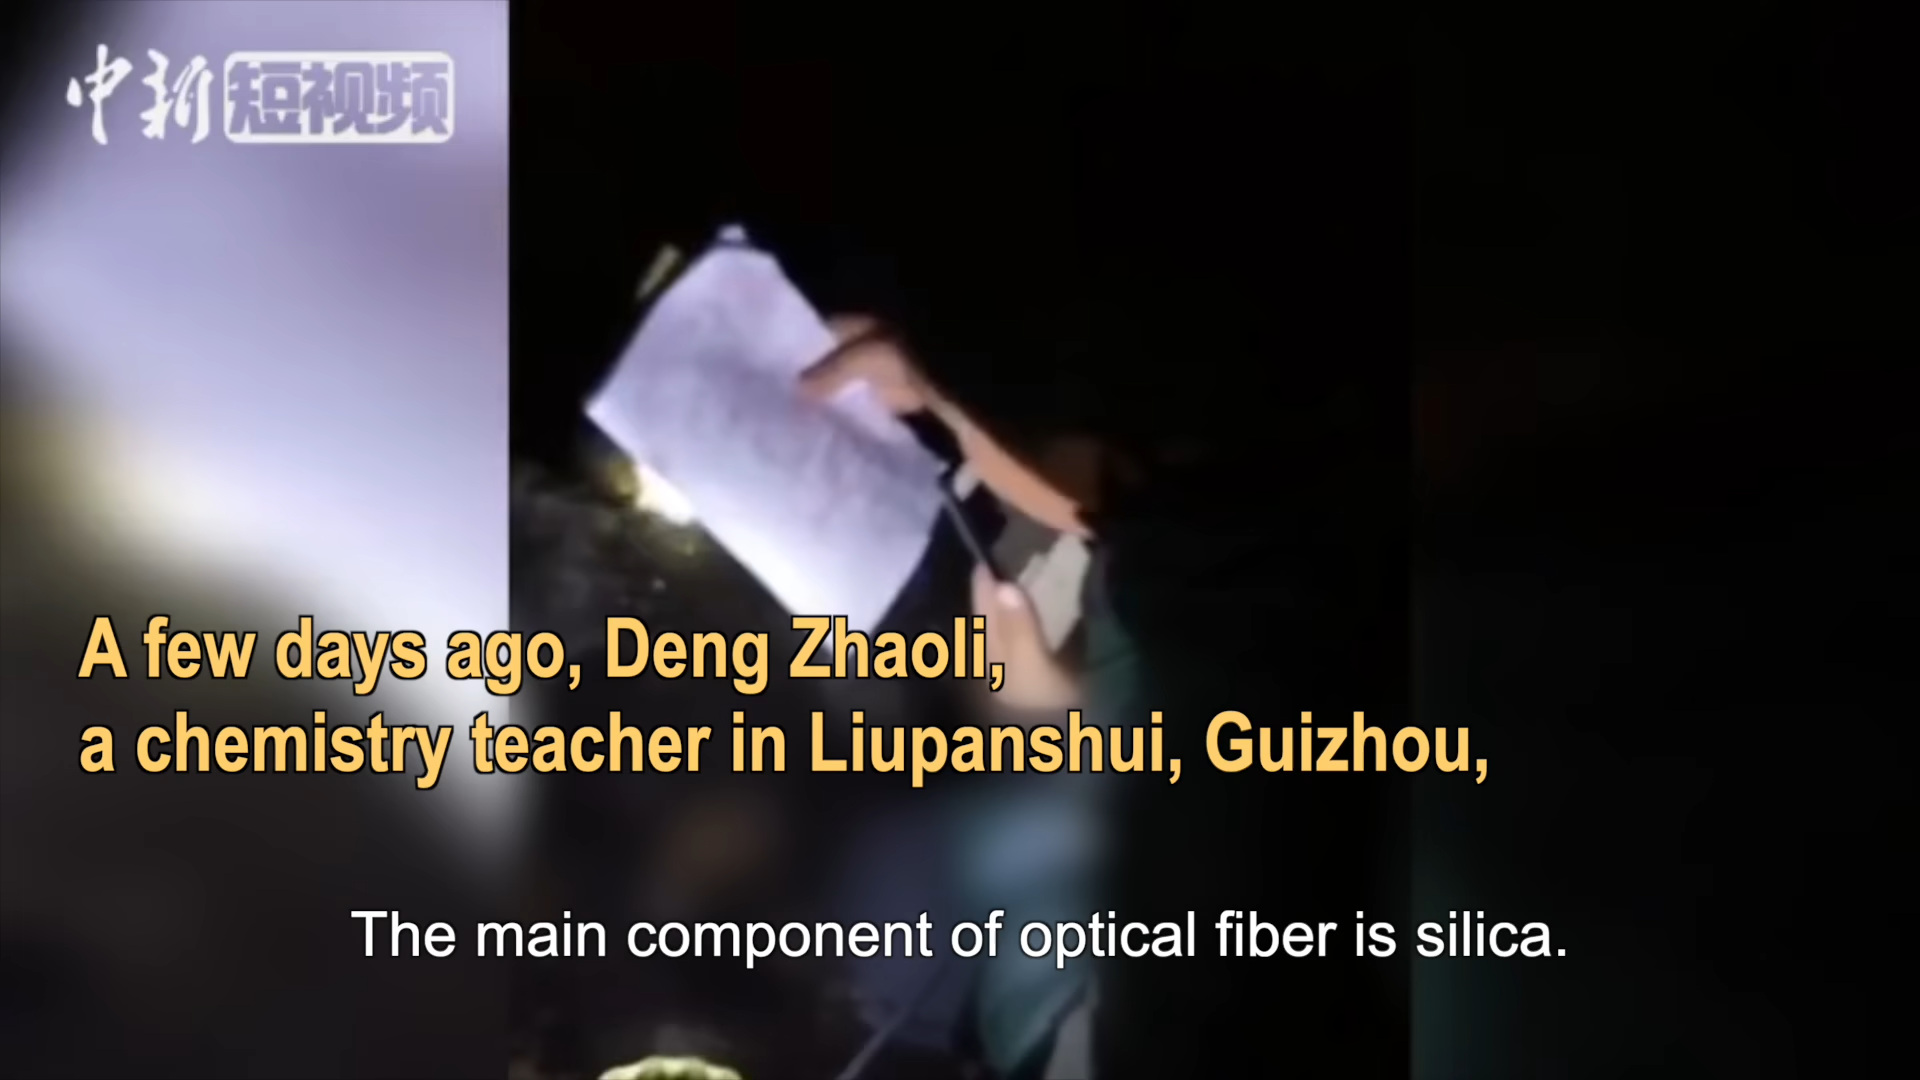 中新短视频
A few days ago, Deng Zhaoli,
a chemistry teacher in Liupanshui, Guizhou,
The main component of optical fiber is silica.